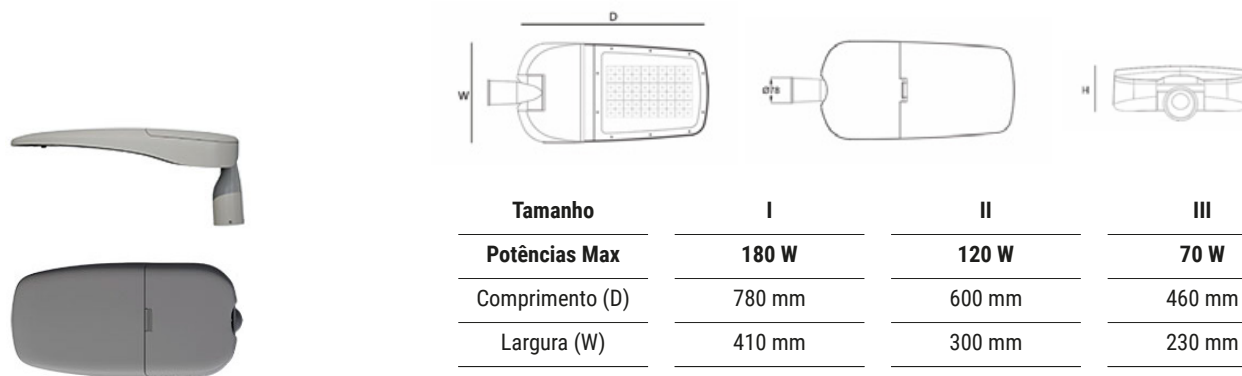 D
W
Ø78
H
Tamanho I II III
Potências Max 180 W 120 W 70 W
Comprimento (D) 780 mm 600 mm 460 mm
Largura (W) 410 mm 300 mm 230 mm